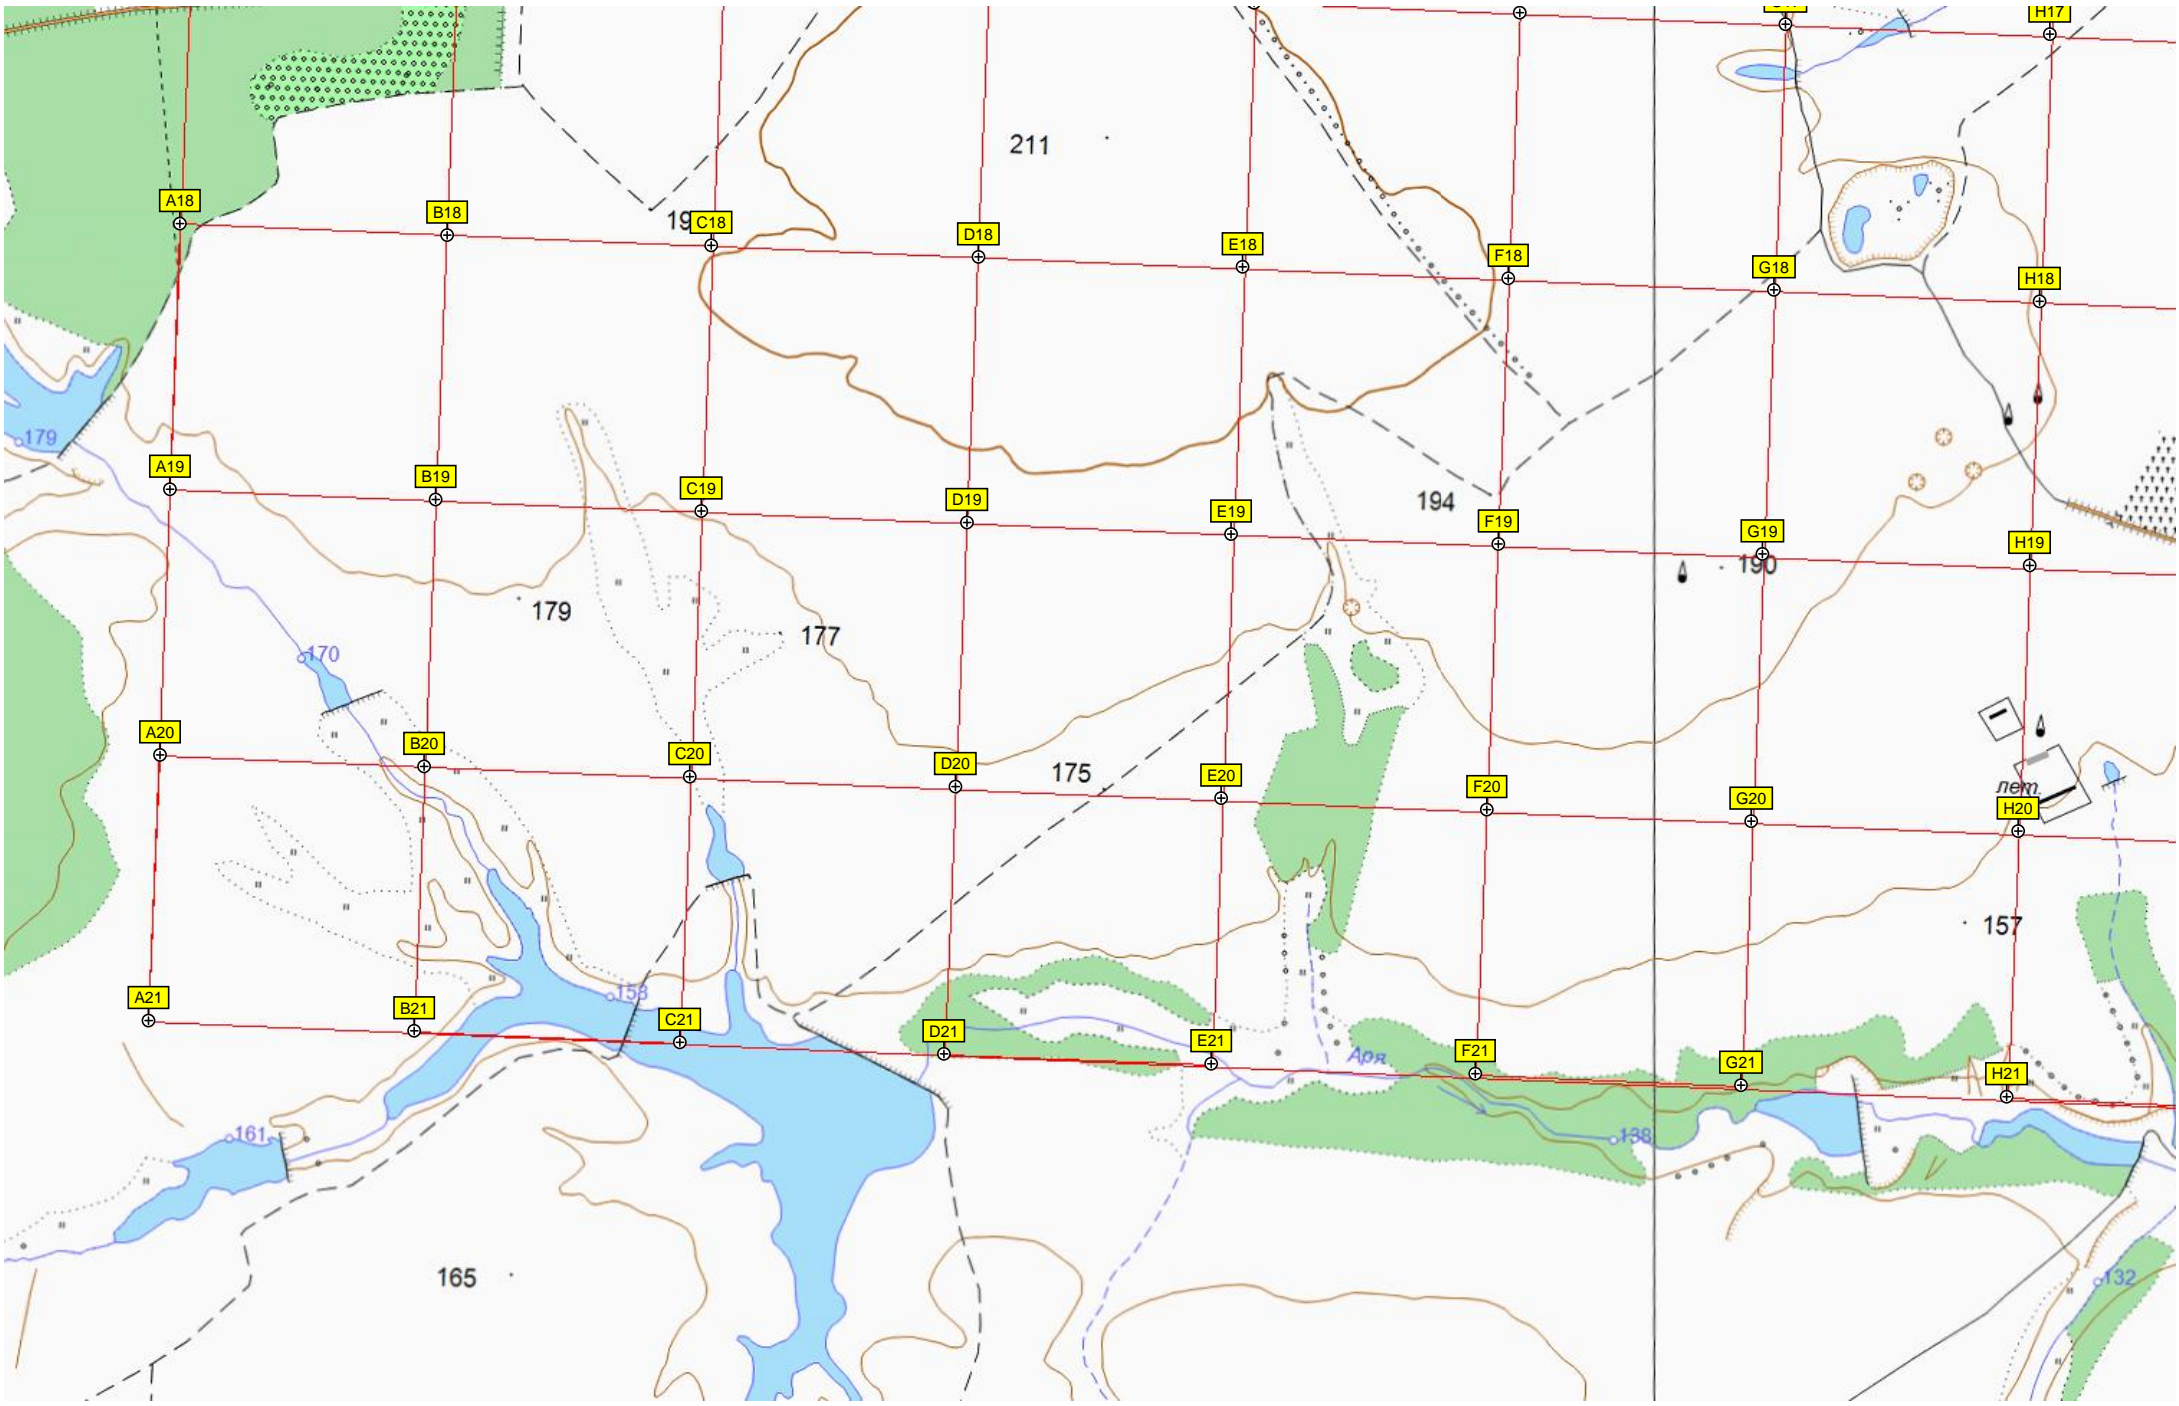 H17
211
A18
B18
C18
D18
E18
F18
G18
H18
179
A19
B19
C19
D19
E19
194
F19
G19
H19
190
179
177
170
A20
B20
C20
D20
175
E20
F20
G20
лет.
H20
157
158
A21
B21
C21
D21
E21
Аря
F21
G21
H21
161
138
165
132